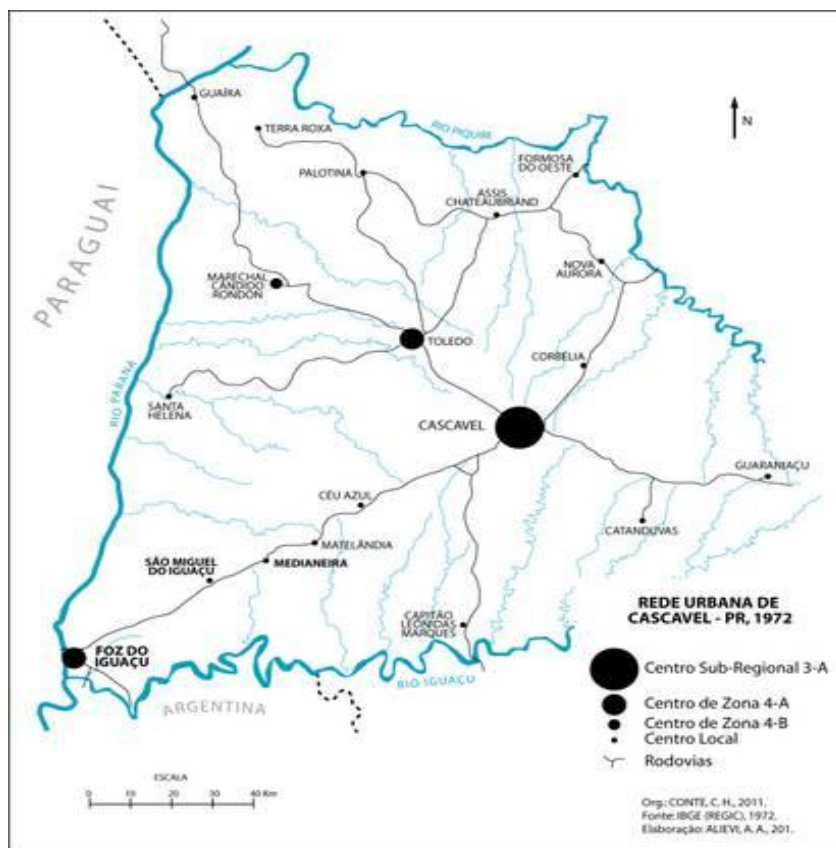 GUAÍRA
TERRA ROXA
RIO PIQUIRI
N
FORMOSA
DO OESTE
PALOTINA
ASSIS
CHATEAUBRIAND
PARAGUAI
NOVA
AURORA
MARECHAL
CÂNDIDO
RONDON
TOLEDO
CORBÉLIA
RIO PARANÁ
SANTA
HELENA
CASCAVEL
GUARANIAÇU
CÉU AZUL
CATANDUVAS
MATELÂNDIA
SÃO MIGUEL
DO IGUAÇU
MEDIANEIRA
REDE URBANA DE
CASCAVEL - PR, 1972
CAPITÃO
LEÔNIDAS
MARQUES
FOZ DO
IGUAÇU
Centro Sub-Regional 3-A
RIO IGUAÇU
ARGENTINA
Centro de Zona 4-A
Centro de Zona 4-B
Centro Local
Rodovias
ESCALA
0 10 20 40 Km
Org.: CONTE, C. H., 2011.
Fonte: IBGE (REGIC), 1972.
Elaboração: ALIEVI, A. A., 201.